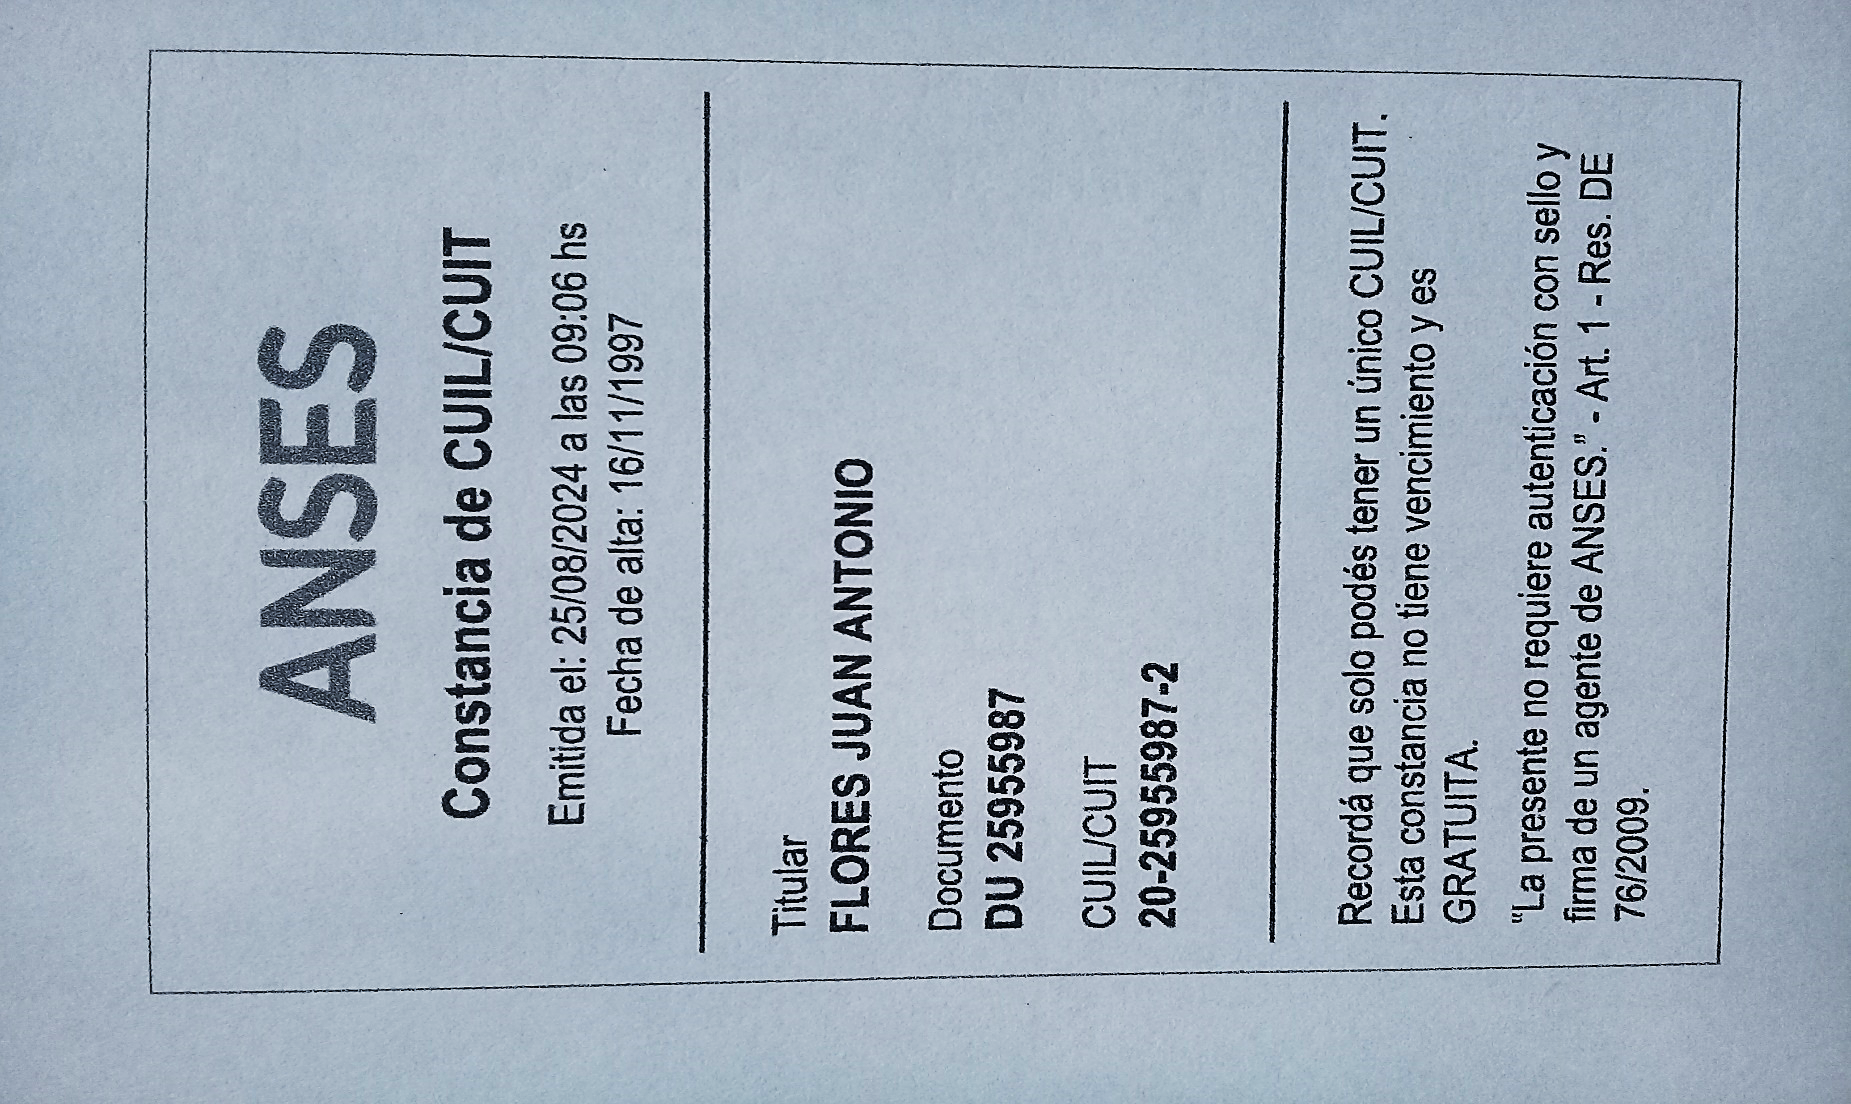 ANSES
Constancia de CUIL/CUIT
Emitida el: 25/08/2024 a las 09:06 hs
Fecha de alta: 16/11/1997
Titular
FLORES JUAN ANTONIO
Documento
DU 25955987
CUIL/CUIT
20-25955987-2
Recordá que solo podés tener un único CUIL/CUIT.
Esta constancia no tiene vencimiento y es
GRATUITA.
"La presente no requiere autenticación con sello y
firma de un agente de ANSES." - Art. 1 - Res. DE
76/2009.